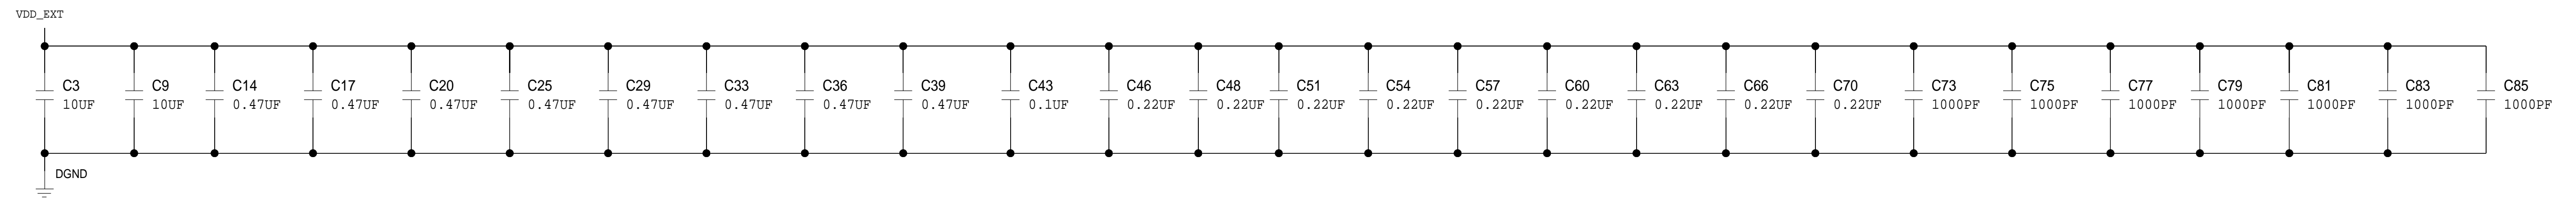 VDD_EXT
C3 C9 C14 C17 C20 C25 C29 C33 C36 C39 C43 C46 C48 C51 C54 C57 C60 C63 C66 C70 C73 C75 C77 C79 C81 C83 C85
10UF 10UF 0.47UF 0.47UF 0.47UF 0.47UF 0.47UF 0.47UF 0.47UF 0.47UF 0.1UF 0.22UF 0.22UF 0.22UF 0.22UF 0.22UF 0.22UF 0.22UF 0.22UF 0.22UF 1000PF 1000PF 1000PF 1000PF 1000PF 1000PF 1000PF
DGND